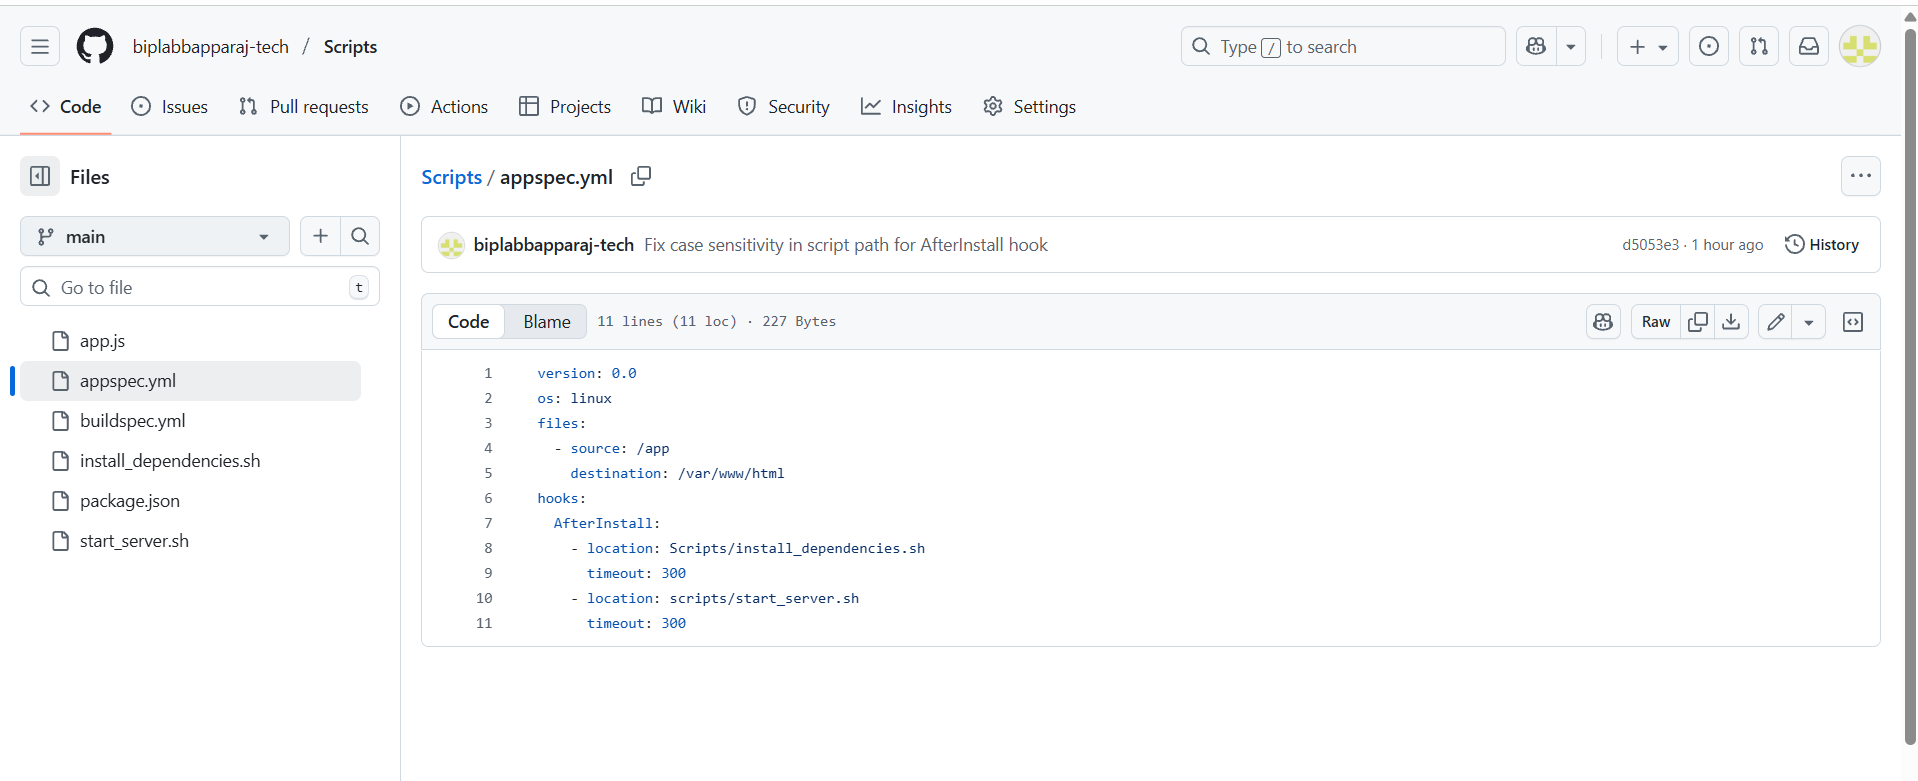 biplabbapparaj-tech / Scripts
Type / to search
Code Issues Pull requests Actions Projects Wiki Security Insights Settings
Files
main
Go to file t
app.js
appspec.yml
buildspec.yml
install_dependencies.sh
package.json
start_server.sh
Scripts / appspec.yml
biplabbapparaj-tech Fix case sensitivity in script path for AfterInstall hook d5053e3 · 1 hour ago History
Code Blame 11 lines (11 loc) · 227 Bytes Raw
1 version: 0.0
2 os: linux
3 files:
4   - source: /app
5     destination: /var/www/html
6 hooks:
7   AfterInstall:
8     - location: Scripts/install_dependencies.sh
9       timeout: 300
10     - location: scripts/start_server.sh
11       timeout: 300